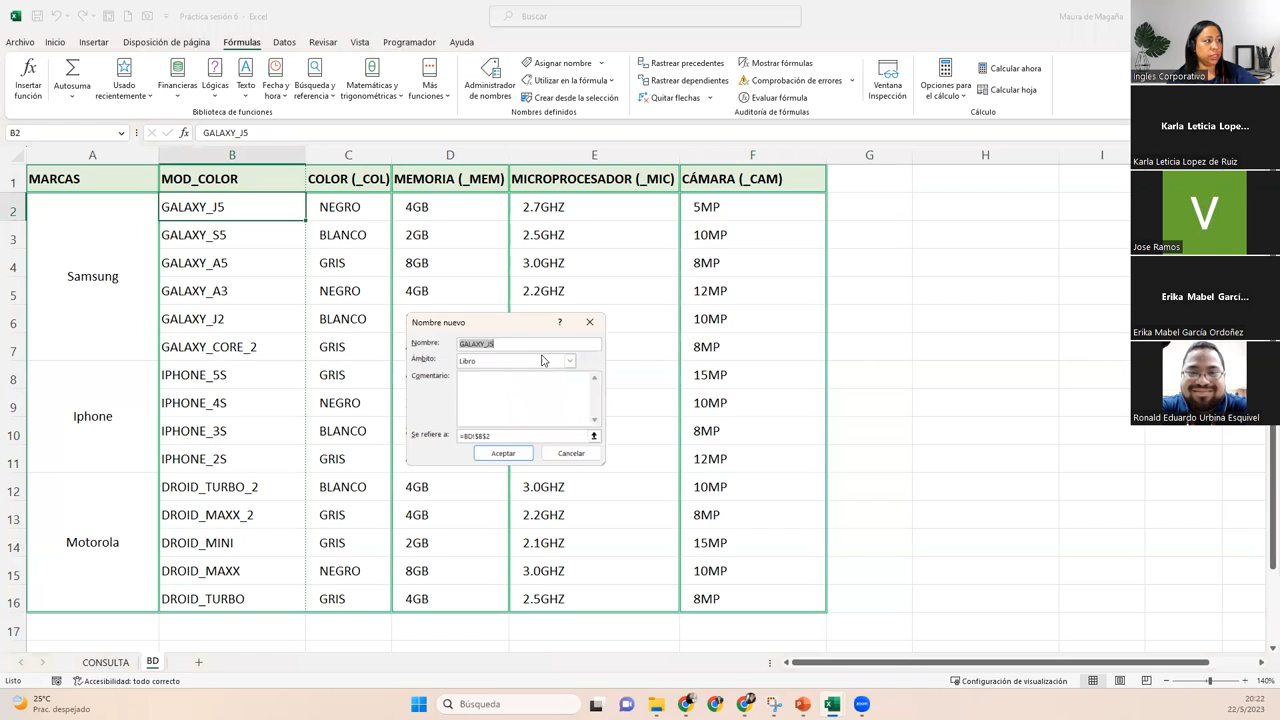 Práctica sesión 6 - Excel
Buscar
Maura de Magaña
Archivo Inicio Insertar Disposición de página Fórmulas Datos Revisar Vista Programador Ayuda
Insertar función
Autosuma
Usado recientemente
Financieras
Lógicas
Texto
Fecha y hora
Búsqueda y referencia
Matemáticas y trigonométricas
Más funciones
Biblioteca de funciones
Administrador de nombres
Asignar nombre
Utilizar en la fórmula
Crear desde la selección
Nombres definidos
Rastrear precedentes
Rastrear dependientes
Quitar flechas
Mostrar fórmulas
Comprobación de errores
Evaluar fórmula
Auditoría de fórmulas
Ventana Inspección
Opciones para el cálculo
Calcular ahora
Calcular hoja
Cálculo
B2 fx GALAXY_J5
A B C D E F G H I
1 MARCAS MOD_COLOR COLOR (_COL) MEMORIA (_MEM) MICROPROCESADOR (_MIC) CÁMARA (_CAM)
2 GALAXY_J5 NEGRO 4GB 2.7GHZ 5MP
3 GALAXY_S5 BLANCO 2GB 2.5GHZ 10MP
4 GALAXY_A5 GRIS 8GB 3.0GHZ 8MP
Samsung
5 GALAXY_A3 NEGRO 4GB 2.2GHZ 12MP
6 GALAXY_J2 BLANCO 10MP
7 GALAXY_CORE_2 GRIS 8MP
8 IPHONE_5S GRIS 15MP
9 IPHONE_4S NEGRO 10MP
Iphone
10 IPHONE_3S BLANCO 8MP
11 IPHONE_2S GRIS 12MP
12 DROID_TURBO_2 BLANCO 4GB 3.0GHZ 10MP
13 DROID_MAXX_2 GRIS 4GB 2.2GHZ 8MP
14 Motorola DROID_MINI GRIS 2GB 2.1GHZ 15MP
15 DROID_MAXX NEGRO 8GB 3.0GHZ 10MP
16 DROID_TURBO GRIS 4GB 2.5GHZ 8MP
17
Nombre nuevo ?
Nombre: GALAXY_J5
Ámbito: Libro
Comentario:
Se refiere a: =BD!$B$2
Aceptar Cancelar
CONSULTA BD
Listo Accesibilidad: todo correcto Configuración de visualización 140%
25°C
Prac. despejado
Búsqueda
20:22
22/5/2023
Ingles Corporativo
Karla Leticia Lope...
Karla Leticia Lopez de Ruiz
V
Jose Ramos
Erika Mabel Garcí...
Erika Mabel García Ordoñez
Ronald Eduardo Urbina Esquivel